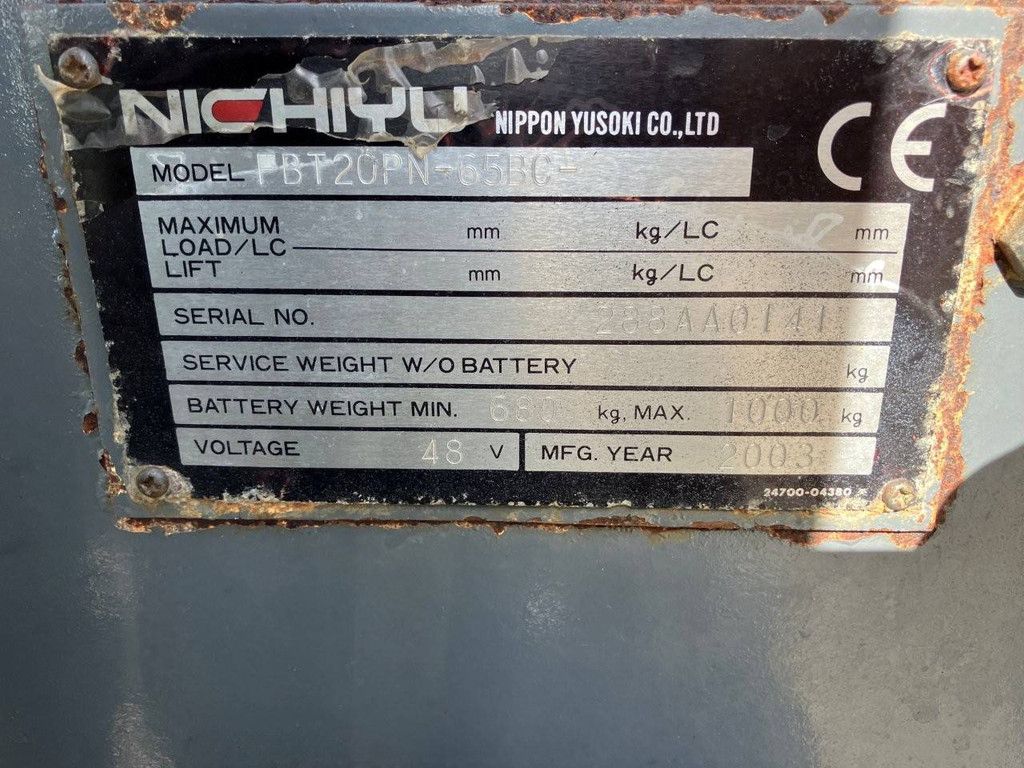 NICHIYU NIPPON YUSOKI CO.,LTD CE
MODEL FBT20PN-65BC-
MAXIMUM LOAD/LC mm kg/LC mm
LIFT mm kg/LC mm
SERIAL NO. 288AA0141
SERVICE WEIGHT W/O BATTERY kg
BATTERY WEIGHT MIN. 680 kg, MAX. 1000 kg
VOLTAGE 48 V MFG. YEAR 2003
24700-04380